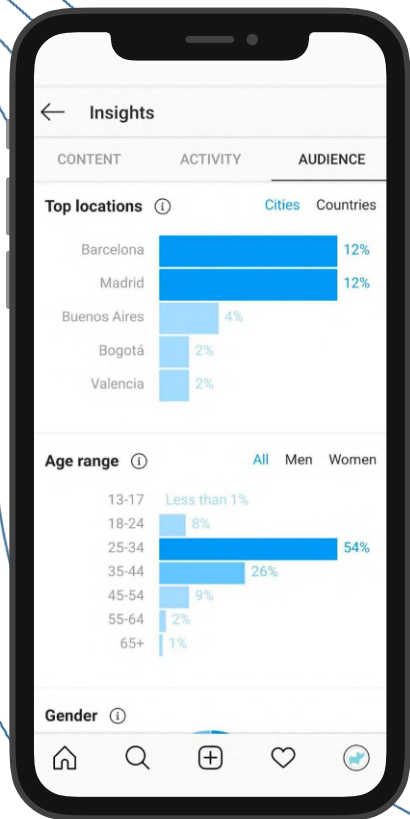 Insights
CONTENT ACTIVITY AUDIENCE
Top locations Cities Countries
Barcelona 12%
Madrid 12%
Buenos Aires 4%
Bogotá 2%
Valencia 2%
Age range All Men Women
13-17 Less than 1%
18-24 8%
25-34 54%
35-44 26%
45-54 9%
55-64 2%
65+ 1%
Gender